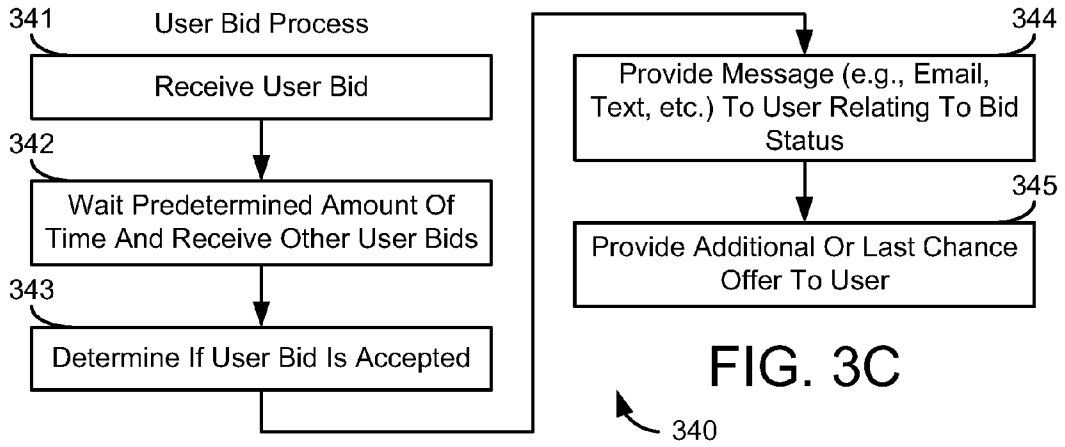 341
User Bid Process
Receive User Bid
342
Wait Predetermined Amount Of
Time And Receive Other User Bids
343
Determine If User Bid Is Accepted
344
Provide Message (e.g., Email,
Text, etc.) To User Relating To Bid
Status
345
Provide Additional Or Last Chance
Offer To User
FIG. 3C
340